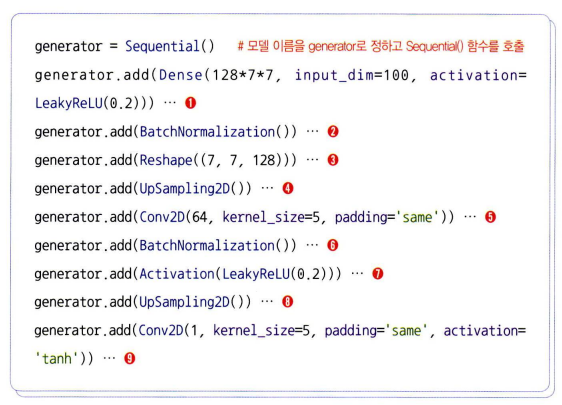 generator = Sequential() # 모델 이름을 generator로 정하고 Sequential() 함수를 호출
generator.add(Dense(128*7*7, input_dim=100, activation=
LeakyReLU(0.2))) … ❶
generator.add(BatchNormalization()) … ❷
generator.add(Reshape((7, 7, 128))) … ❸
generator.add(UpSampling2D()) … ❹
generator.add(Conv2D(64, kernel_size=5, padding='same')) … ❺
generator.add(BatchNormalization()) … ❻
generator.add(Activation(LeakyReLU(0.2))) … ❼
generator.add(UpSampling2D()) … ❽
generator.add(Conv2D(1, kernel_size=5, padding='same', activation=
'tanh')) … ❾